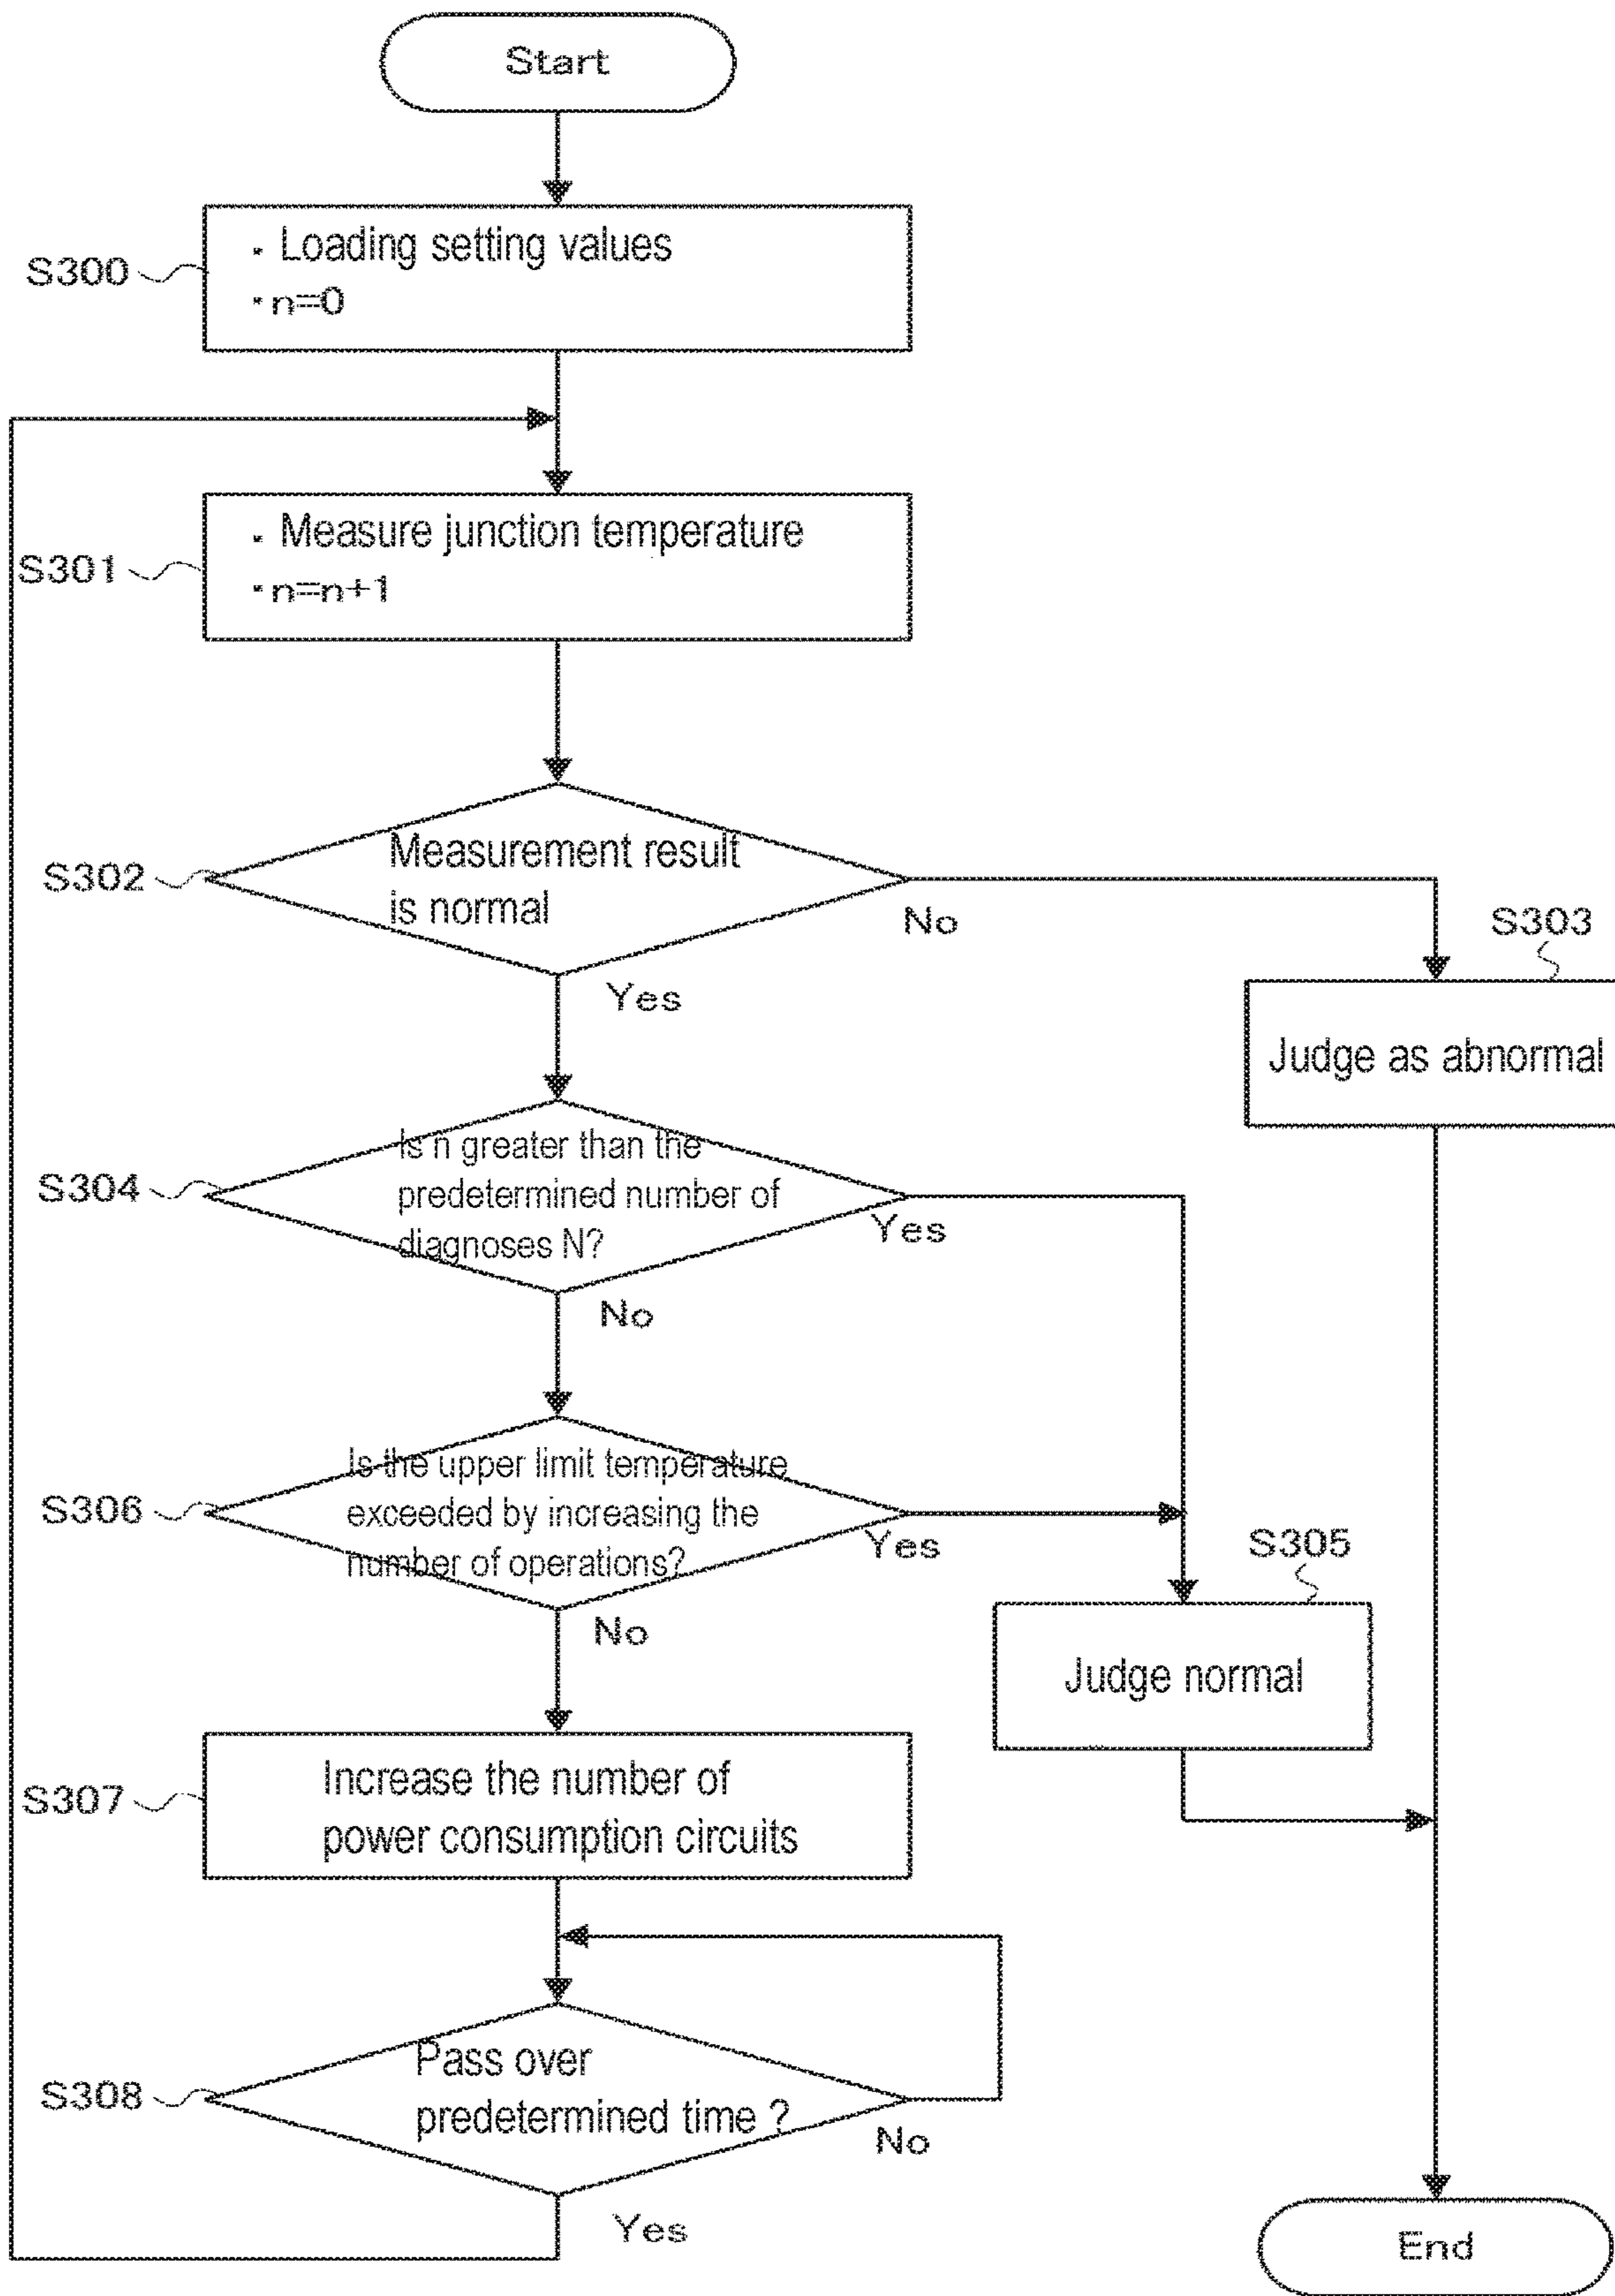 Start
S300
・ Loading setting values
・n=0
S301
・ Measure junction temperature
・n=n+1
S302
Measurement result
is normal
No
Yes
S303
Judge as abnormal
S304
Is n greater than the
predetermined number of
diagnoses N?
Yes
No
S306
Is the upper limit temperature
exceeded by increasing the
number of operations?
Yes
No
S305
Judge normal
S307
Increase the number of
power consumption circuits
S308
Pass over
predetermined time ?
No
Yes
End